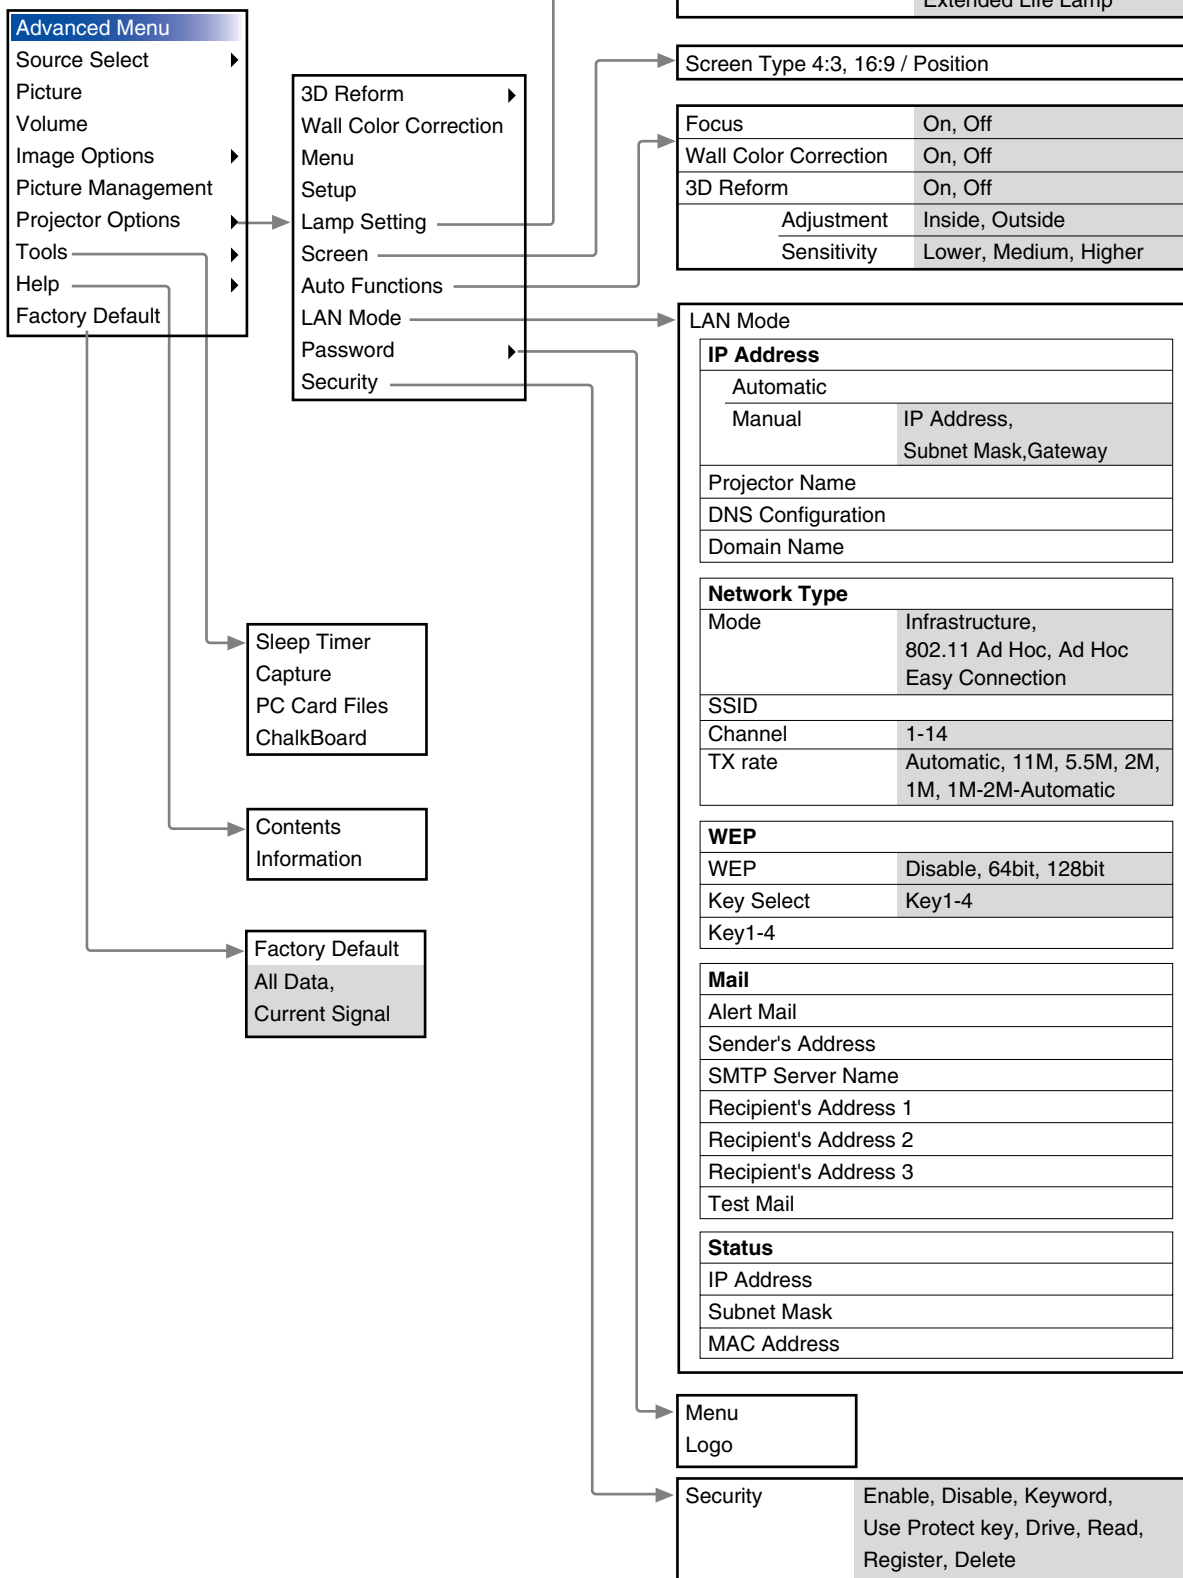 Extended Life Lamp
Advanced Menu
Source Select
Picture
Volume
Image Options
Picture Management
Projector Options
Tools
Help
Factory Default
3D Reform
Wall Color Correction
Menu
Setup
Lamp Setting
Screen
Auto Functions
LAN Mode
Password
Security
Sleep Timer
Capture
PC Card Files
ChalkBoard
Contents
Information
Factory Default
All Data,
Current Signal
Screen Type 4:3, 16:9 / Position
Focus On, Off
Wall Color Correction On, Off
3D Reform On, Off
Adjustment Inside, Outside
Sensitivity Lower, Medium, Higher
LAN Mode
IP Address
Automatic
Manual IP Address,
Subnet Mask,Gateway
Projector Name
DNS Configuration
Domain Name
Network Type
Mode Infrastructure,
802.11 Ad Hoc, Ad Hoc
Easy Connection
SSID
Channel 1-14
TX rate Automatic, 11M, 5.5M, 2M,
1M, 1M-2M-Automatic
WEP
WEP Disable, 64bit, 128bit
Key Select Key1-4
Key1-4
Mail
Alert Mail
Sender's Address
SMTP Server Name
Recipient's Address 1
Recipient's Address 2
Recipient's Address 3
Test Mail
Status
IP Address
Subnet Mask
MAC Address
Menu
Logo
Security Enable, Disable, Keyword,
Use Protect key, Drive, Read,
Register, Delete